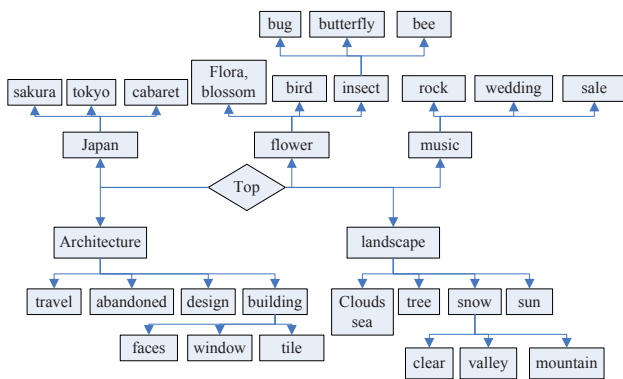 bug
butterfly
bee
Flora,
blossom
bird
insect
rock
wedding
sale
sakura
tokyo
cabaret
Japan
flower
music
Top
Architecture
landscape
travel
abandoned
design
building
Clouds
sea
tree
snow
sun
faces
window
tile
clear
valley
mountain